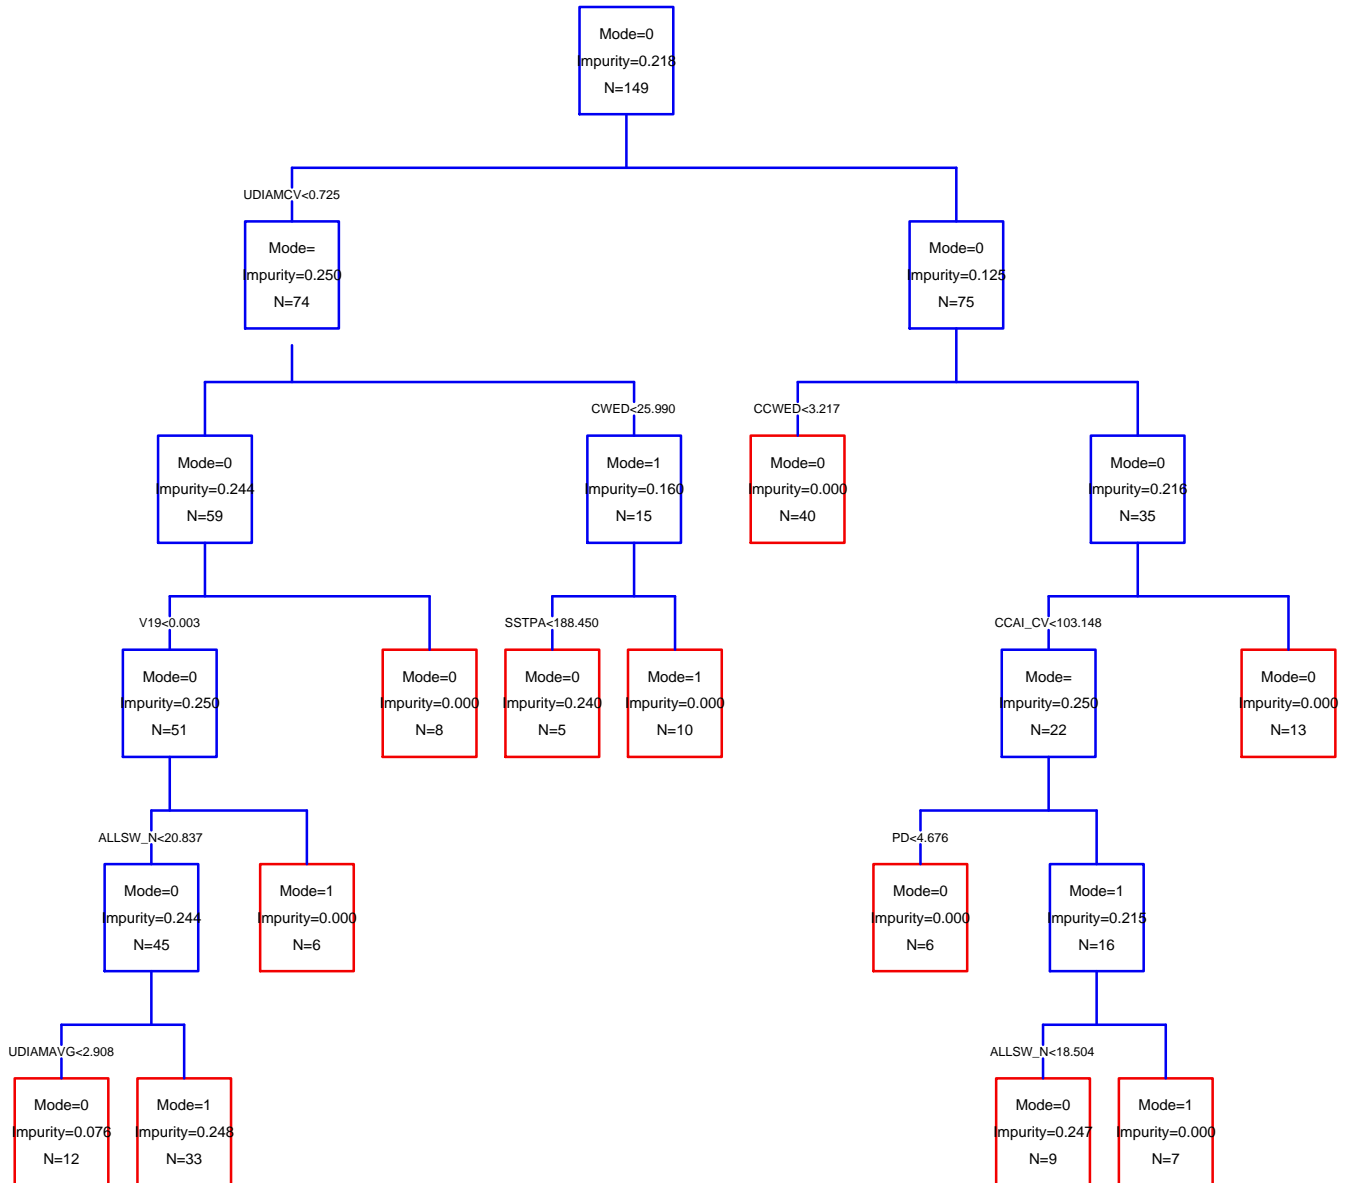 Mode=0
Impurity=0.218
N=149
UDIAMCV<0.725
Mode=
Impurity=0.250
N=74
Mode=0
Impurity=0.125
N=75
CWED<25.990
CCWED<3.217
Mode=0
Impurity=0.244
N=59
Mode=1
Impurity=0.160
N=15
Mode=0
Impurity=0.000
N=40
Mode=0
Impurity=0.216
N=35
V19<0.003
SSTPA<188.450
CCAI_CV<103.148
Mode=0
Impurity=0.250
N=51
Mode=0
Impurity=0.000
N=8
Mode=0
Impurity=0.240
N=5
Mode=1
Impurity=0.000
N=10
Mode=
Impurity=0.250
N=22
Mode=0
Impurity=0.000
N=13
ALLSW_N<20.837
PD<4.676
Mode=0
Impurity=0.244
N=45
Mode=1
Impurity=0.000
N=6
Mode=0
Impurity=0.000
N=6
Mode=1
Impurity=0.215
N=16
UDIAMAVG<2.908
ALLSW_N<18.504
Mode=0
Impurity=0.076
N=12
Mode=1
Impurity=0.248
N=33
Mode=0
Impurity=0.247
N=9
Mode=1
Impurity=0.000
N=7